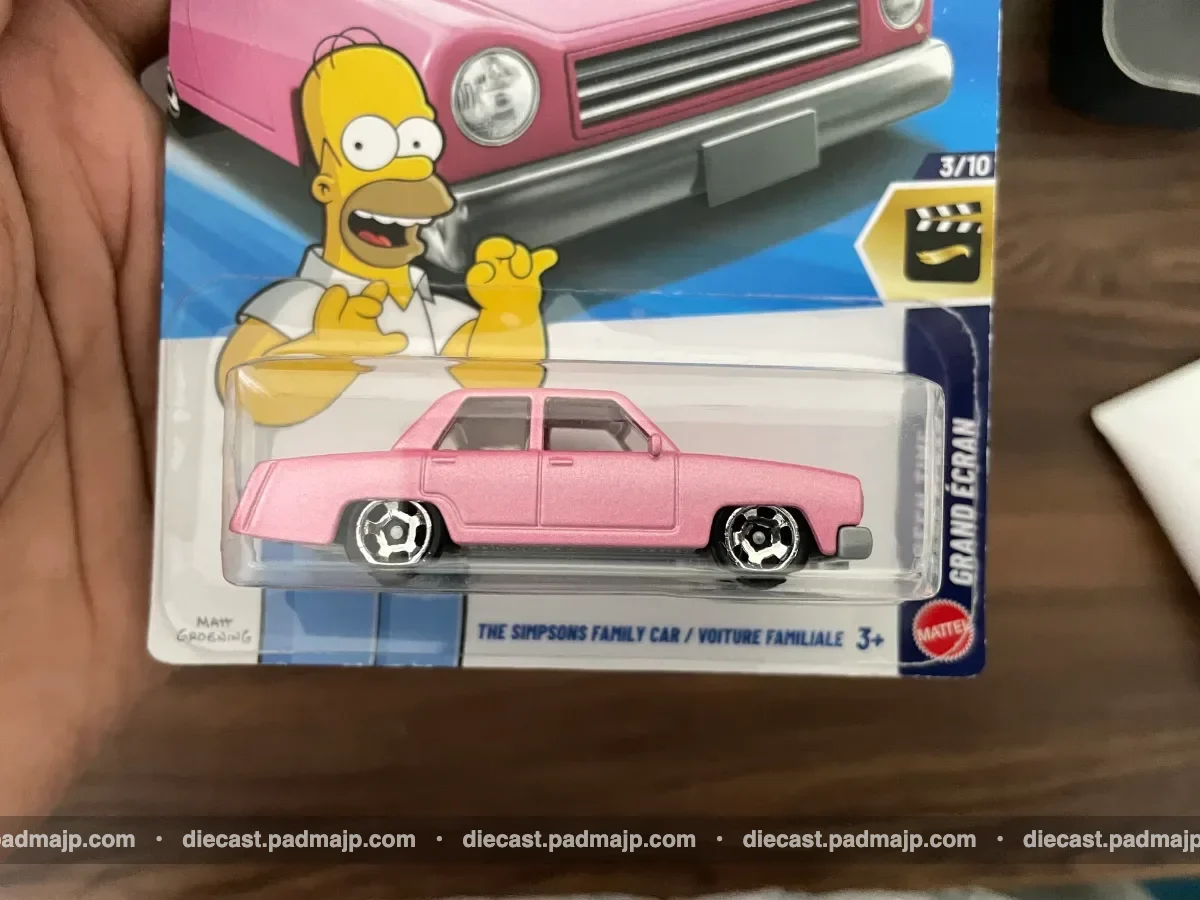 3/10
GRAND ÉCRAN
MATT
GROENING
THE SIMPSONS FAMILY CAR / VOITURE FAMILIALE 3+
MATTEL
padmajp.com • diecast.padmajp.com • diecast.padmajp.com • diecast.padmajp.com • diecast.padmajp